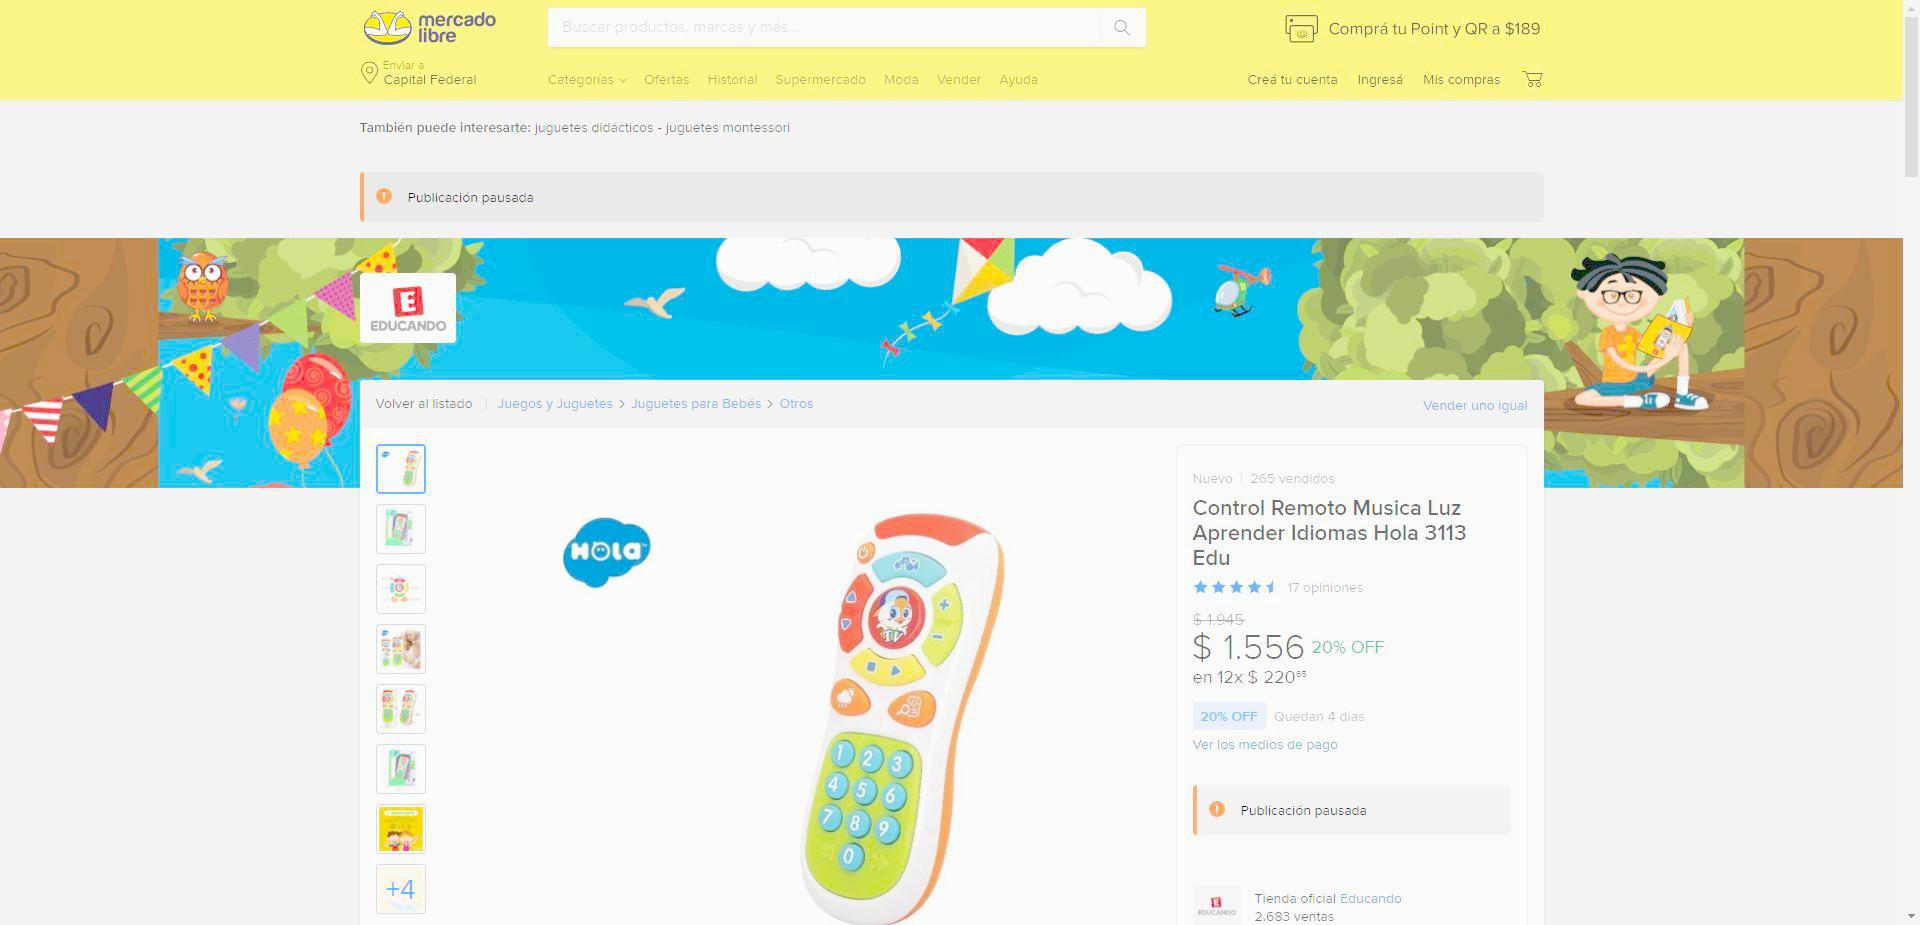 mercado
libre
Buscar productos, marcas y más...
Comprá tu Point y QR a $189
Enviar a
Capital Federal
Categorías
Ofertas
Historial
Supermercado
Moda
Vender
Ayuda
Creá tu cuenta
Ingresá
Mis compras
También puede interesarte: juguetes didácticos - juguetes montessori
Publicación pausada
E
EDUCANDO
Volver al listado
Juegos y Juguetes > Juguetes para Bebés > Otros
Vender uno igual
HOLA
TV
1 2 3
4 5 6
7 8 9
0
+4
Nuevo | 265 vendidos
Control Remoto Musica Luz
Aprender Idiomas Hola 3113
Edu
17 opiniones
$ 1.945
$ 1.556 20% OFF
en 12x $ 220⁶⁵
20% OFF Quedan 4 días
Ver los medios de pago
Publicación pausada
E
EDUCANDO
Tienda oficial Educando
2.683 ventas